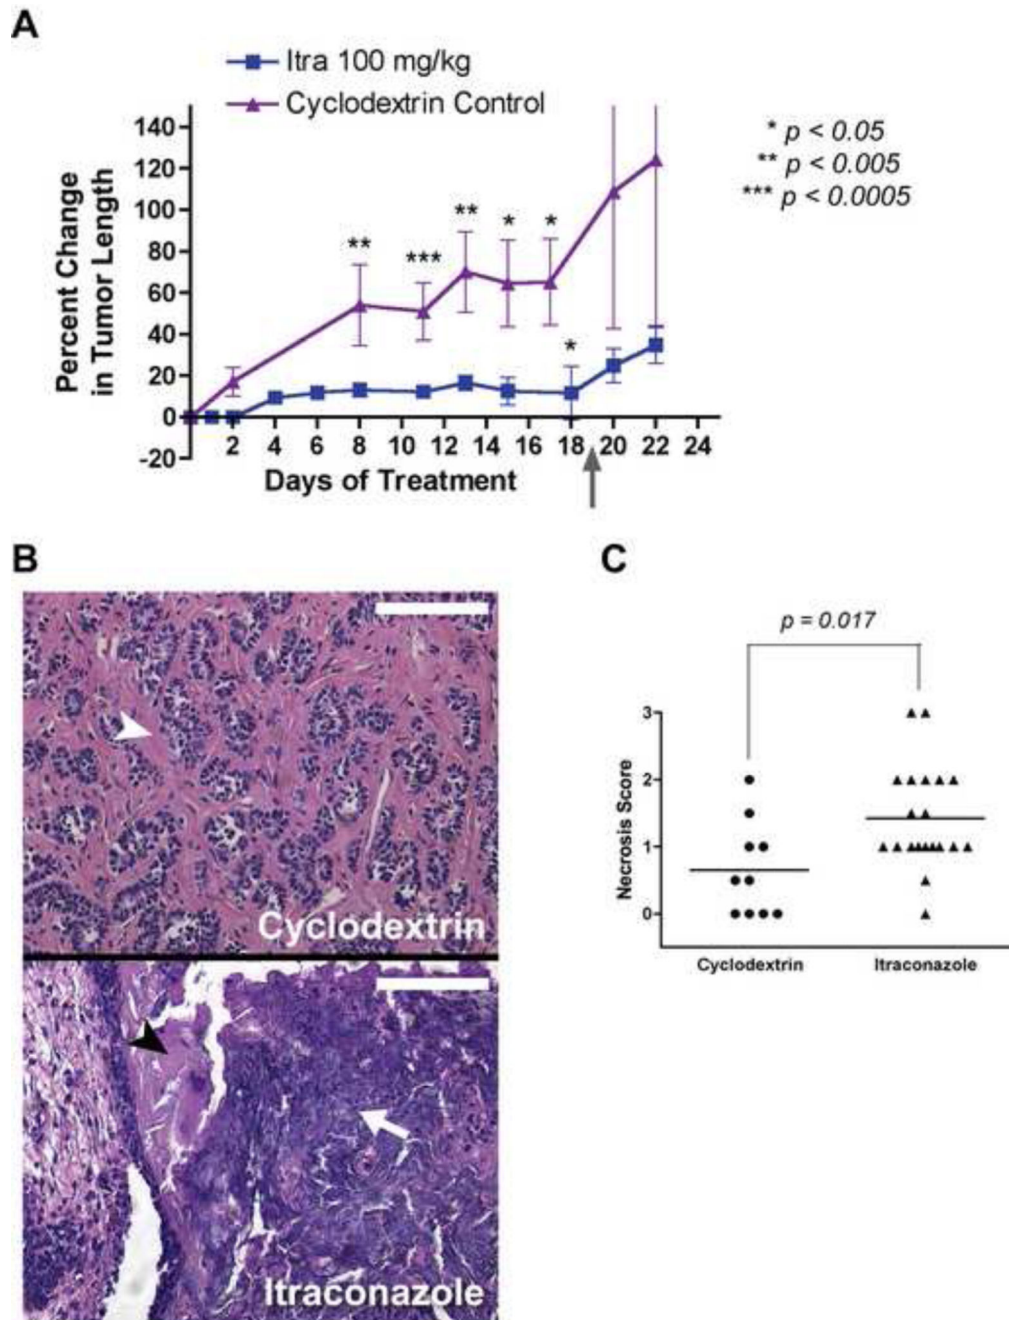 A
Itra 100 mg/kg
Cyclodextrin Control
* p < 0.05
** p < 0.005
*** p < 0.0005
Percent Change
in Tumor Length
140
120
100
80
60
40
20
0
-20
** *** ** * * *
2 4 6 8 10 12 14 16 18 20 22 24
Days of Treatment
B
Cyclodextrin
Itraconazole
C
p = 0.017
Necrosis Score
3
2
1
0
Cyclodextrin Itraconazole